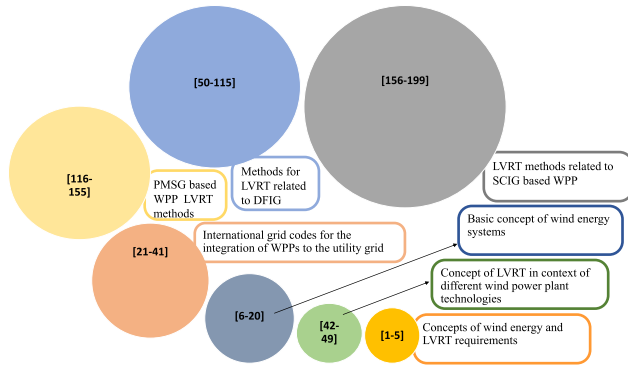 [50-115]
[156-199]
[116-
155]
PMSG based
WPP LVRT
methods
Methods for
LVRT related
to DFIG
LVRT methods related to
SCIG based WPP
[21-41]
International grid codes for the
integration of WPPs to the utility grid
Basic concept of wind energy
systems
[6-20]
Concept of LVRT in context of
different wind power plant
technologies
[42-
49]
[1-5]
Concepts of wind energy and
LVRT requirements